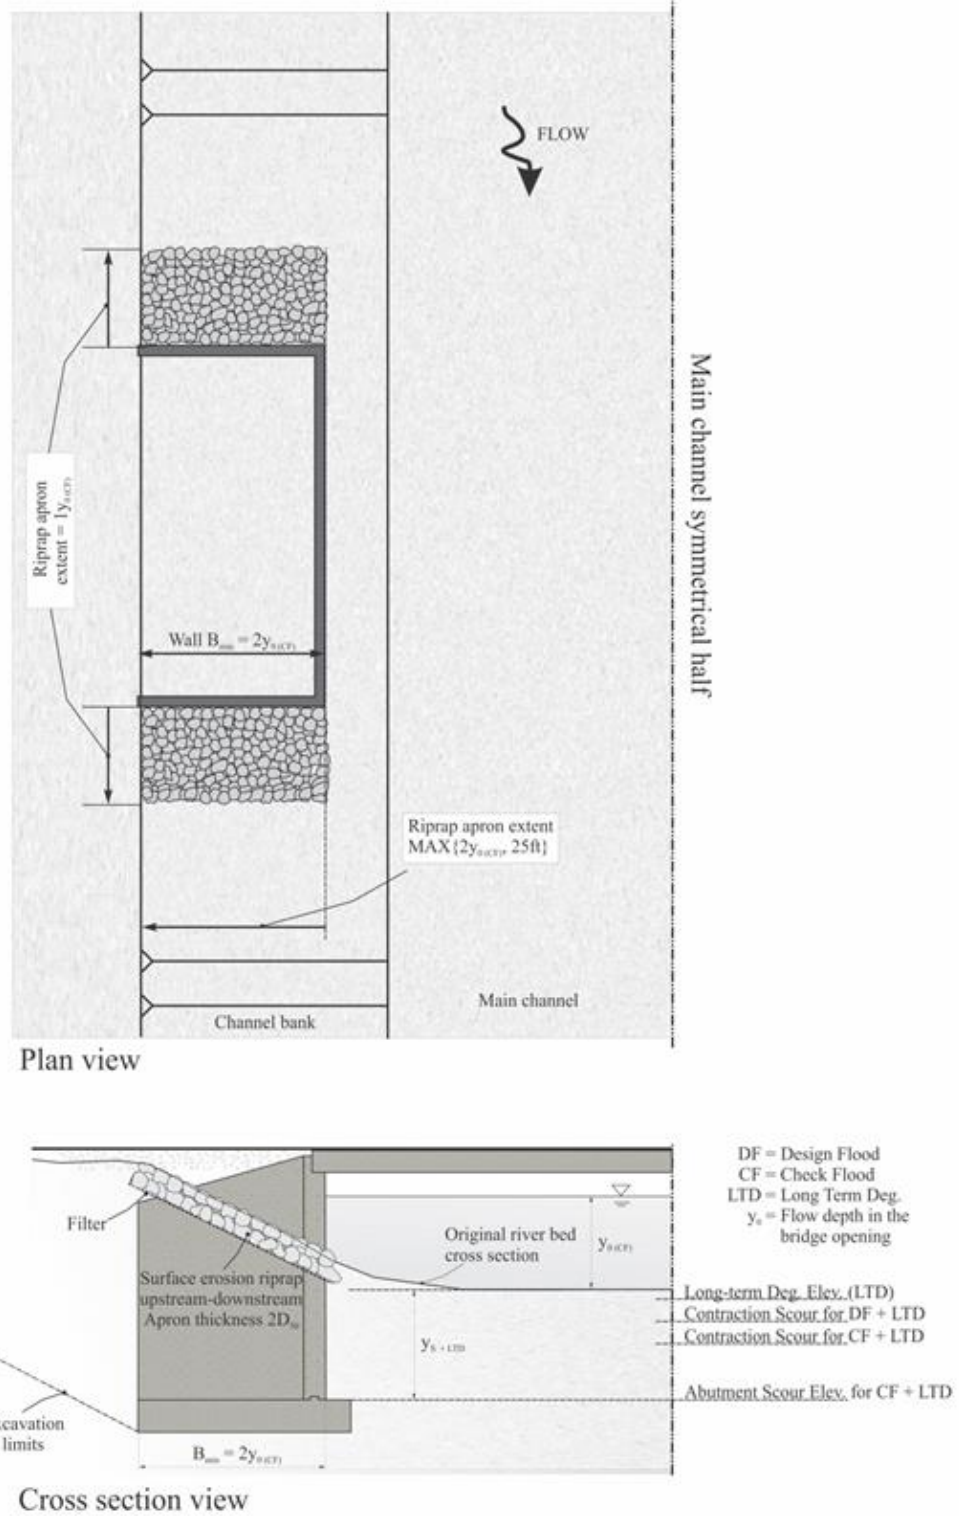 FLOW
Main channel symmetrical half
Riprap apron
extent = 1y₀(CF)
Wall Bₘᵢₙ = 2y₀(CF)
Riprap apron extent
MAX{2y₀(CF), 25ft}
Main channel
Channel bank
Plan view
DF = Design Flood
CF = Check Flood
LTD = Long Term Deg.
y₀ = Flow depth in the
bridge opening
Filter
Original river bed
cross section
y₀(CF)
Surface erosion riprap
upstream-downstream
Apron thickness 2D₅₀
Long-term Deg. Elev. (LTD)
Contraction Scour for DF + LTD
Contraction Scour for CF + LTD
yS + LTD
Abutment Scour Elev. for CF + LTD
cavation
limits
Bₘᵢₙ = 2y₀(CF)
Cross section view